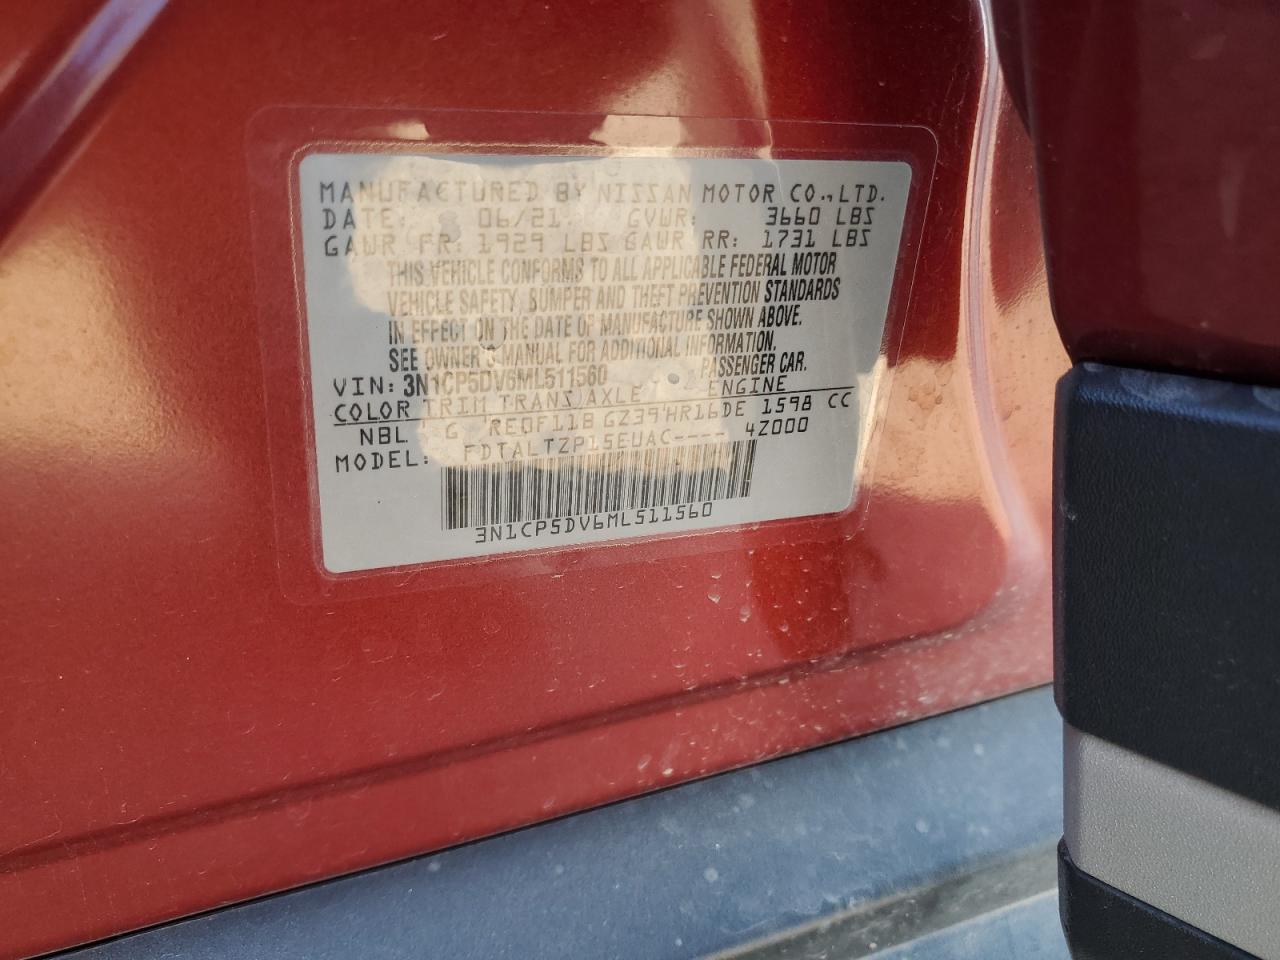 MANUFACTURED BY NISSAN MOTOR CO.,LTD.
DATE: 06/21 GVWR: 3660 LBS
GAWR FR: 1929 LBS GAWR RR: 1731 LBS
THIS VEHICLE CONFORMS TO ALL APPLICABLE FEDERAL MOTOR
VEHICLE SAFETY, BUMPER AND THEFT PREVENTION STANDARDS
IN EFFECT ON THE DATE OF MANUFACTURE SHOWN ABOVE.
SEE OWNER'S MANUAL FOR ADDITIONAL INFORMATION.
VIN: 3N1CP5DV6ML511560 PASSENGER CAR.
COLOR TRIM TRANS/AXLE ENGINE
NBL G RE0F11B GZ39 HR16DE 1598 CC
MODEL: FDTALTZP15EUAC---- 4Z000
3N1CP5DV6ML511560